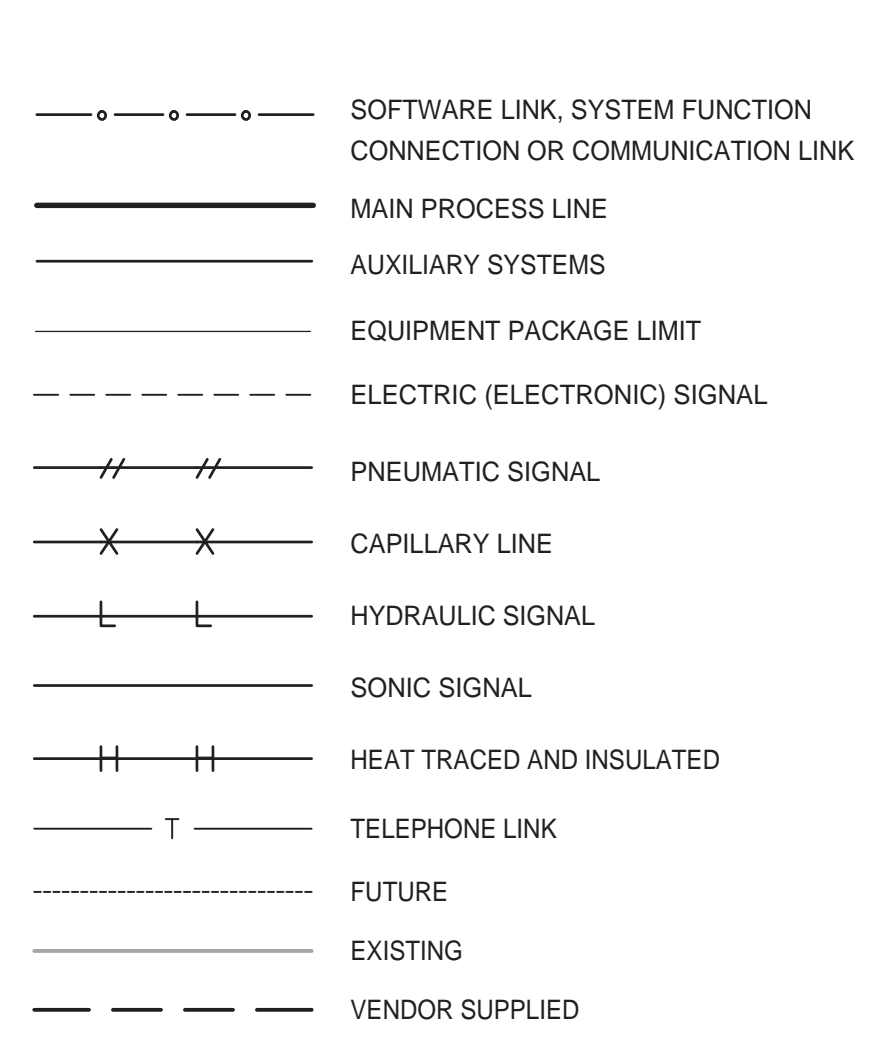 SOFTWARE LINK, SYSTEM FUNCTION
CONNECTION OR COMMUNICATION LINK
MAIN PROCESS LINE
AUXILIARY SYSTEMS
EQUIPMENT PACKAGE LIMIT
ELECTRIC (ELECTRONIC) SIGNAL
PNEUMATIC SIGNAL
CAPILLARY LINE
HYDRAULIC SIGNAL
SONIC SIGNAL
HEAT TRACED AND INSULATED
T TELEPHONE LINK
FUTURE
EXISTING
VENDOR SUPPLIED